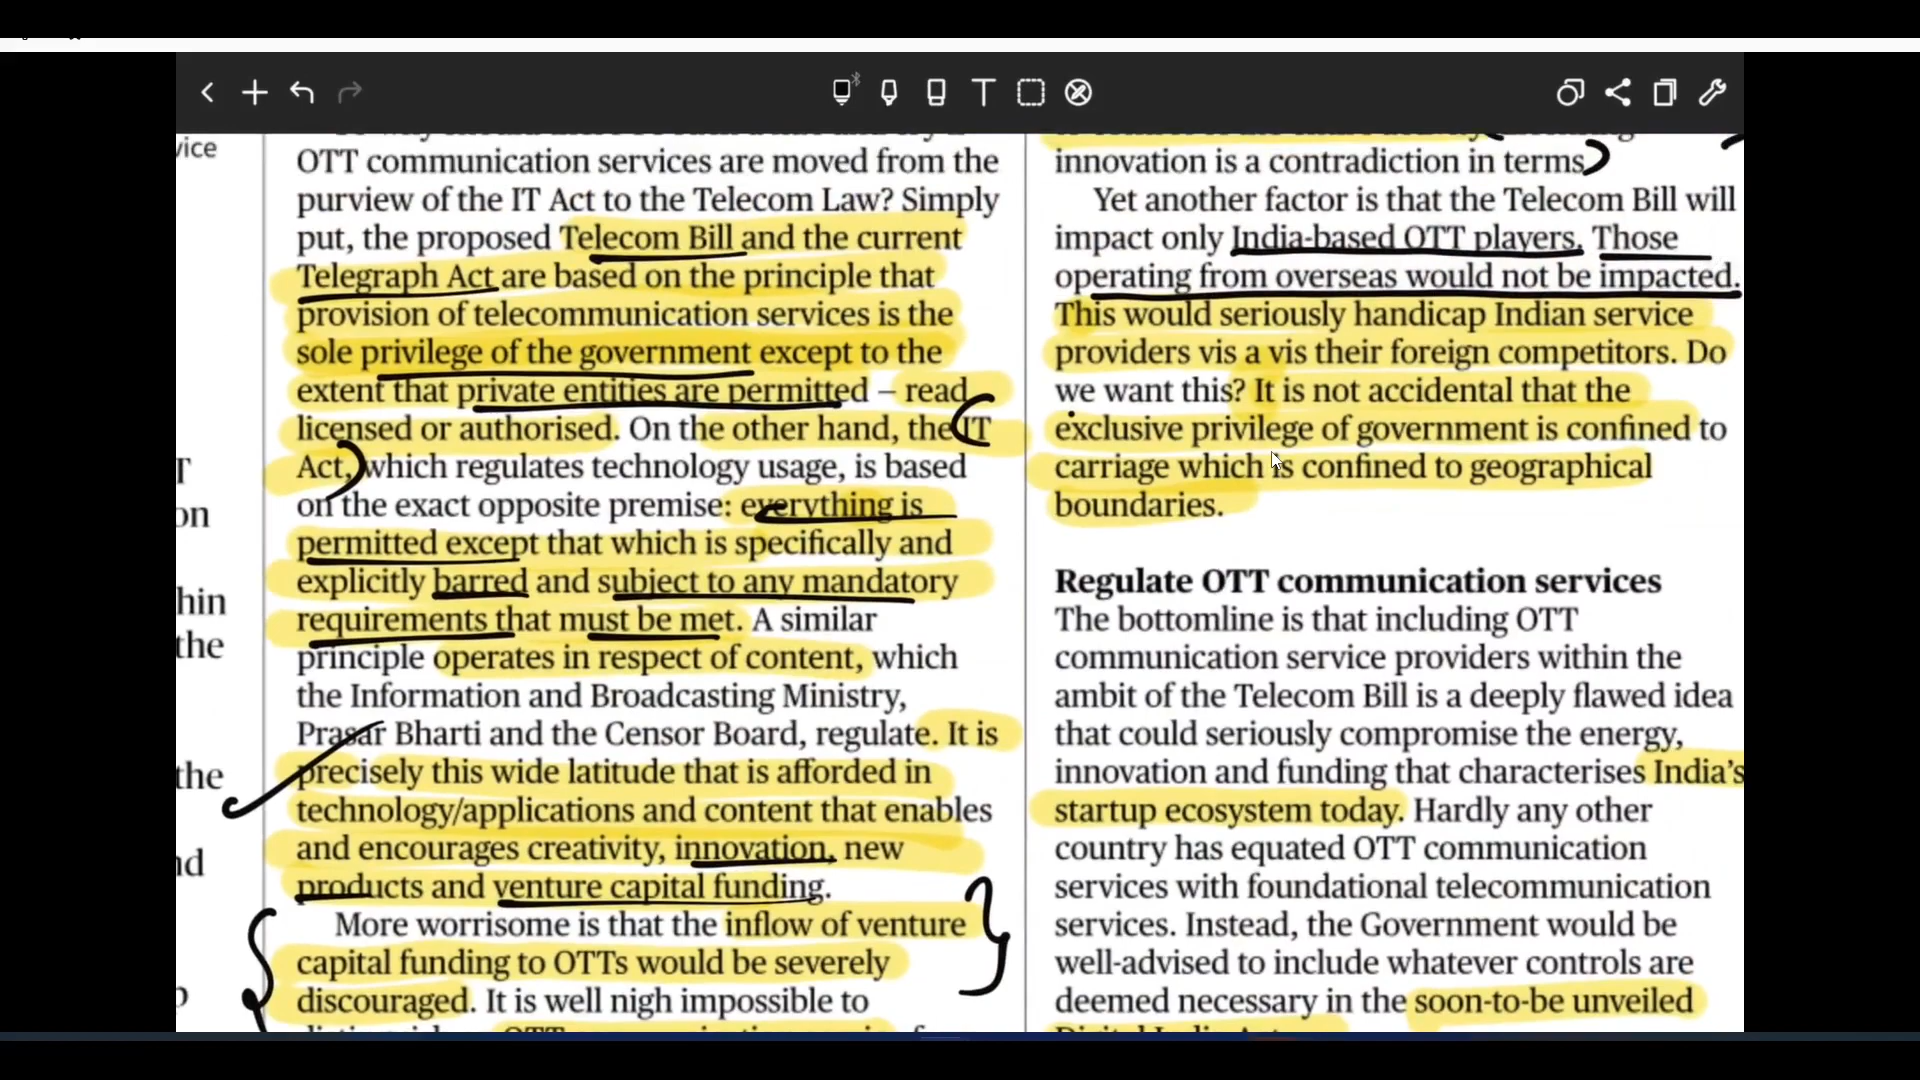 vice
T
on
hin
the
the
nd
OTT communication services are moved from the
purview of the IT Act to the Telecom Law? Simply
put, the proposed Telecom Bill and the current
Telegraph Act are based on the principle that
provision of telecommunication services is the
sole privilege of the government except to the
extent that private entities are permitted – read
licensed or authorised. On the other hand, the IT
Act, which regulates technology usage, is based
on the exact opposite premise: everything is
permitted except that which is specifically and
explicitly barred and subject to any mandatory
requirements that must be met. A similar
principle operates in respect of content, which
the Information and Broadcasting Ministry,
Prasar Bharti and the Censor Board, regulate. It is
precisely this wide latitude that is afforded in
technology/applications and content that enables
and encourages creativity, innovation, new
products and venture capital funding.
More worrisome is that the inflow of venture
capital funding to OTTs would be severely
discouraged. It is well nigh impossible to
innovation is a contradiction in terms
Yet another factor is that the Telecom Bill will
impact only India-based OTT players. Those
operating from overseas would not be impacted.
This would seriously handicap Indian service
providers vis a vis their foreign competitors. Do
we want this? It is not accidental that the
exclusive privilege of government is confined to
carriage which is confined to geographical
boundaries.
Regulate OTT communication services
The bottomline is that including OTT
communication service providers within the
ambit of the Telecom Bill is a deeply flawed idea
that could seriously compromise the energy,
innovation and funding that characterises India's
startup ecosystem today. Hardly any other
country has equated OTT communication
services with foundational telecommunication
services. Instead, the Government would be
well-advised to include whatever controls are
deemed necessary in the soon-to-be unveiled